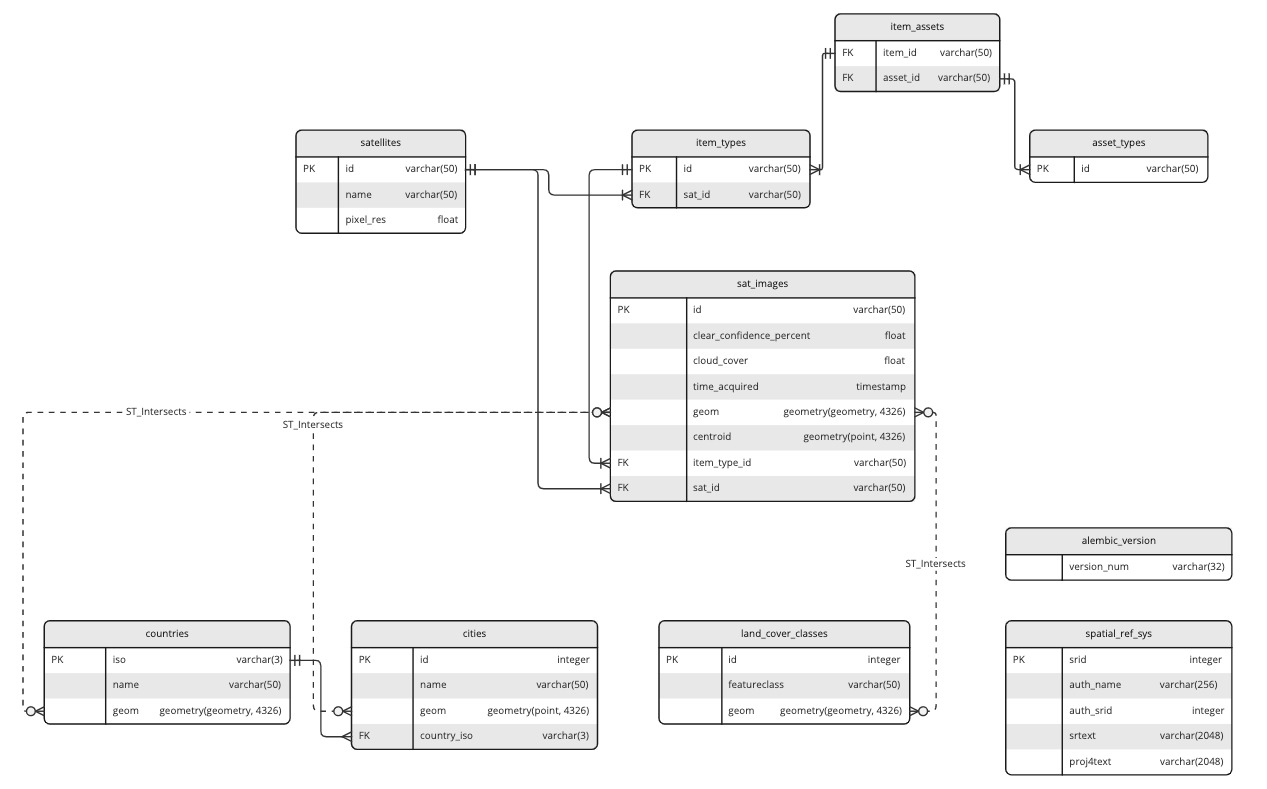 item_assets
FK item_id varchar(50)
FK asset_id varchar(50)
satellites
PK id varchar(50)
name varchar(50)
pixel_res float
item_types
PK id varchar(50)
FK sat_id varchar(50)
asset_types
PK id varchar(50)
sat_images
PK id varchar(50)
clear_confidence_percent float
cloud_cover float
time_acquired timestamp
geom geometry(geometry, 4326)
centroid geometry(point, 4326)
FK item_type_id varchar(50)
FK sat_id varchar(50)
ST_Intersects
ST_Intersects
ST_Intersects
alembic_version
version_num varchar(32)
countries
PK iso varchar(3)
name varchar(50)
geom geometry(geometry, 4326)
cities
PK id integer
name varchar(50)
geom geometry(point, 4326)
FK country_iso varchar(3)
land_cover_classes
PK id integer
featureclass varchar(50)
geom geometry(geometry, 4326)
spatial_ref_sys
PK srid integer
auth_name varchar(256)
auth_srid integer
srtext varchar(2048)
proj4text varchar(2048)